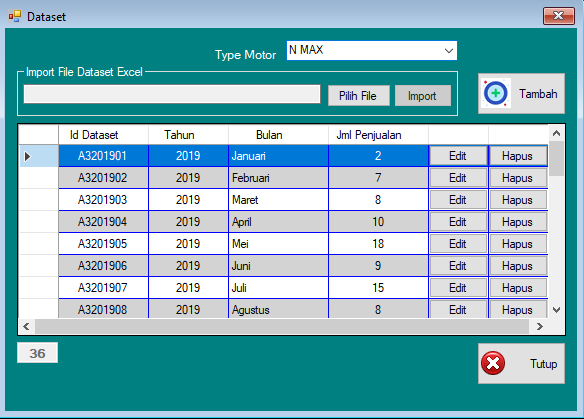 Dataset
Type Motor N MAX
Import File Dataset Excel
Pilih File Import
Tambah
Id Dataset Tahun Bulan Jml Penjualan
A3201901 2019 Januari 2 Edit Hapus
A3201902 2019 Februari 7 Edit Hapus
A3201903 2019 Maret 8 Edit Hapus
A3201904 2019 April 10 Edit Hapus
A3201905 2019 Mei 18 Edit Hapus
A3201906 2019 Juni 9 Edit Hapus
A3201907 2019 Juli 15 Edit Hapus
A3201908 2019 Agustus 8 Edit Hapus
36
Tutup